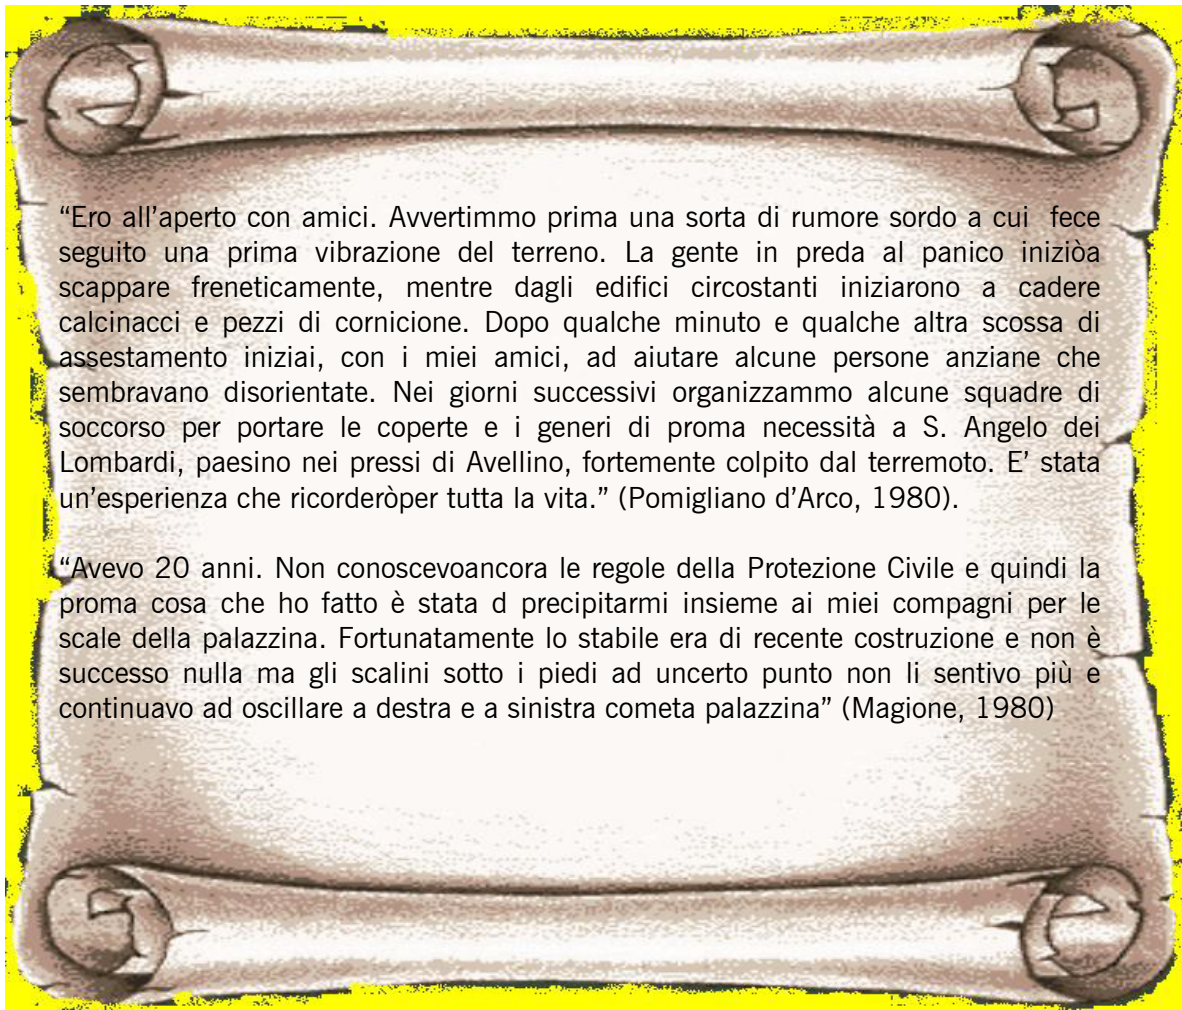 “Ero all’aperto con amici. Avvertimmo prima una sorta di rumore sordo a cui fece
seguito una prima vibrazione del terreno. La gente in preda al panico iniziòa
scappare freneticamente, mentre dagli edifici circostanti iniziarono a cadere
calcinacci e pezzi di cornicione. Dopo qualche minuto e qualche altra scossa di
assestamento iniziai, con i miei amici, ad aiutare alcune persone anziane che
sembravano disorientate. Nei giorni successivi organizzammo alcune squadre di
soccorso per portare le coperte e i generi di proma necessità a S. Angelo dei
Lombardi, paesino nei pressi di Avellino, fortemente colpito dal terremoto. E’ stata
un’esperienza che ricorderòper tutta la vita.” (Pomigliano d’Arco, 1980).
“Avevo 20 anni. Non conoscevoancora le regole della Protezione Civile e quindi la
proma cosa che ho fatto è stata d precipitarmi insieme ai miei compagni per le
scale della palazzina. Fortunatamente lo stabile era di recente costruzione e non è
successo nulla ma gli scalini sotto i piedi ad uncerto punto non li sentivo più e
continuavo ad oscillare a destra e a sinistra cometa palazzina” (Magione, 1980)